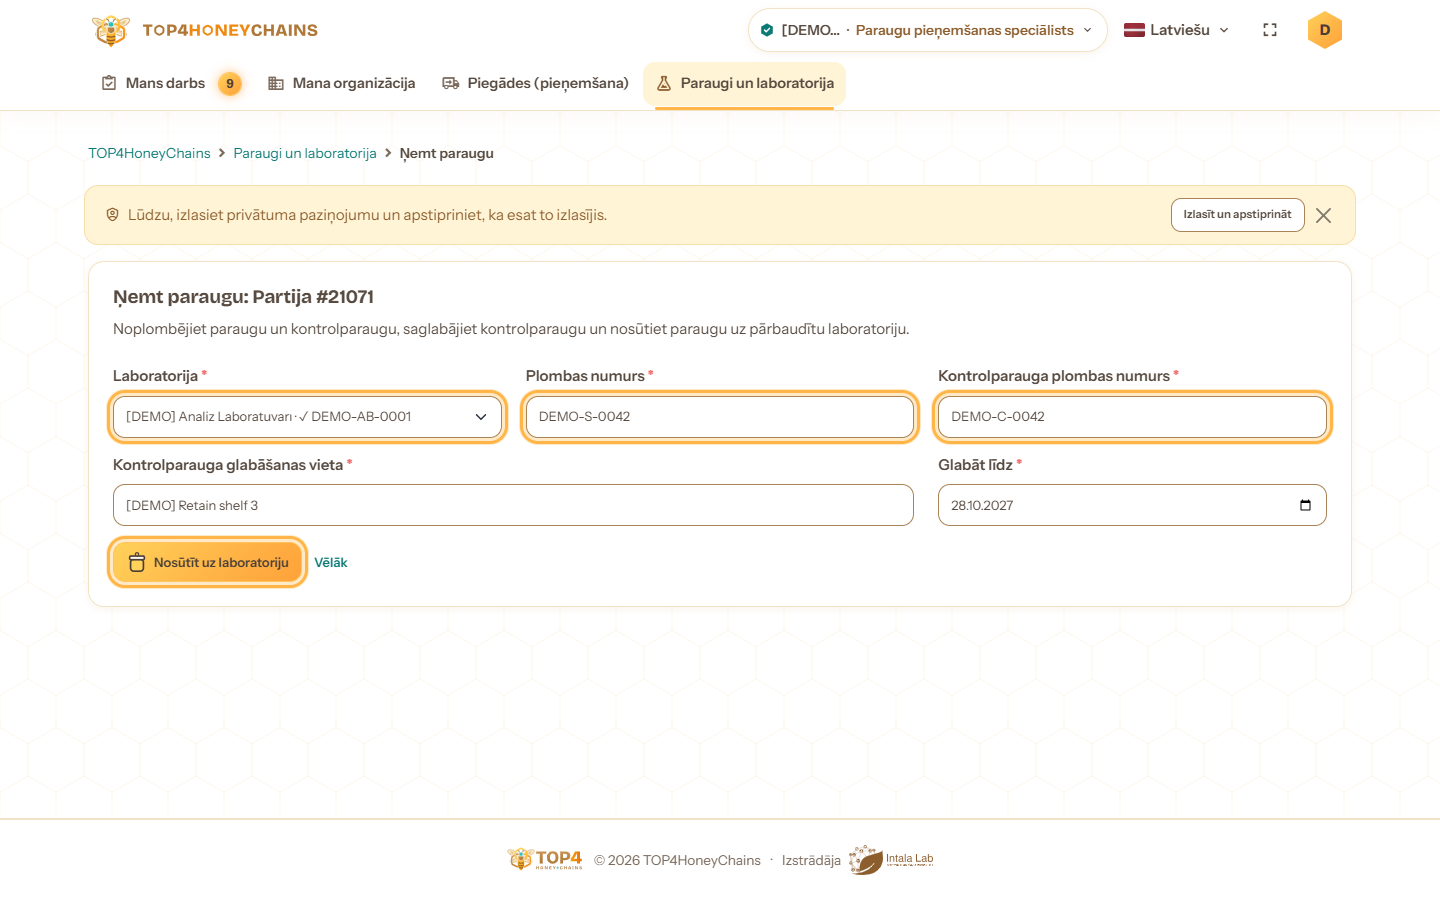 TOP4HONEYCHAINS
[DEMO... · Paraugu pieņemšanas speciālists
Latviešu
D
Mans darbs 9
Mana organizācija
Piegādes (pieņemšana)
Paraugi un laboratorija
TOP4HoneyChains > Paraugi un laboratorija > Ņemt paraugu
Lūdzu, izlasiet privātuma paziņojumu un apstipriniet, ka esat to izlasījis.
Izlasīt un apstiprināt
Ņemt paraugu: Partija #21071
Noplombējiet paraugu un kontrolparaugu, saglabājiet kontrolparaugu un nosūtiet paraugu uz pārbaudītu laboratoriju.
Laboratorija *
Plombas numurs *
Kontrolparauga plombas numurs *
[DEMO] Analiz Laboratuvarı · ✓ DEMO-AB-0001
DEMO-S-0042
DEMO-C-0042
Kontrolparauga glabāšanas vieta *
Glabāt līdz *
[DEMO] Retain shelf 3
28.10.2027
Nosūtīt uz laboratoriju
Vēlāk
TOP4
HONEYCHAINS
© 2026 TOP4HoneyChains · Izstrādāja
Intala Lab